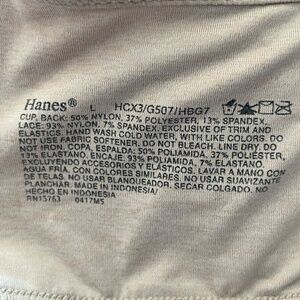 Hanes® L HCX3/G507/HBG7
CUP, BACK: 50% NYLON, 37% POLYESTER, 13% SPANDEX.
LACE: 93% NYLON, 7% SPANDEX. EXCLUSIVE OF TRIM AND
ELASTICS. HAND WASH COLD WATER, WITH LIKE COLORS. DO
NOT USE FABRIC SOFTENER. DO NOT BLEACH. LINE DRY. DO
NOT IRON. COPA, ESPALDA: 50% POLIAMIDA, 37% POLIÉSTER,
13% ELASTANO. ENCAJE: 93% POLIAMIDA, 7% ELASTANO.
EXCLUYENDO ACCESORIOS Y ELÁSTICOS. LAVAR A MANO CON
AGUA FRIA, CON COLORES SIMILARES. NO USAR SUAVIZANTE
DE TELAS. NO USAR BLANQUEADOR. SECAR COLGADO. NO
PLANCHAR. MADE IN INDONESIA/
HECHO EN INDONESIA
RN15763 0417M5